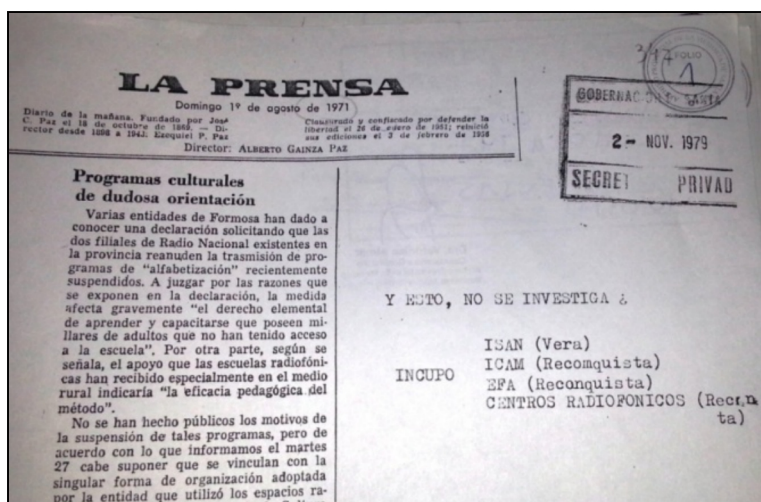 LA PRENSA
Domingo 1º de agosto de 1971
Diario de la mañana. Fundado por José
C. Paz el 18 de octubre de 1869. — Di-
rector desde 1898 a 1943: Ezequiel P. Paz
Clausurado y confiscado por defender la
libertad el 26 de enero de 1951; reinició
sus ediciones el 3 de febrero de 1956
Director: ALBERTO GAINZA PAZ
Programas culturales
de dudosa orientación
Varias entidades de Formosa han dado a
conocer una declaración solicitando que las
dos filiales de Radio Nacional existentes en
la provincia reanuden la trasmisión de pro-
gramas de "alfabetización" recientemente
suspendidos. A juzgar por las razones que
se exponen en la declaración, la medida
afecta gravemente "el derecho elemental
de aprender y capacitarse que poseen mi-
llares de adultos que no han tenido acceso
a la escuela". Por otra parte, según se
señala, el apoyo que las escuelas radiofóni-
cas han recibido especialmente en el medio
rural indicaría "la eficacia pedagógica del
método".
No se han hecho públicos los motivos de
la suspensión de tales programas, pero de
acuerdo con lo que informamos el martes
27 cabe suponer que se vinculan con la
singular forma de organización adoptada
por la entidad que utilizó los espacios ra-
FOLIO
1
GOBERNAC
SANTA
2- NOV. 1979
SECRET PRIVAD
Y ESTO, NO SE INVESTIGA ¿
INCUPO
ISAN (Vera)
ICAM (Recomquista)
EFA (Reconquista)
CENTROS RADIOFONICOS (Recon
ta)